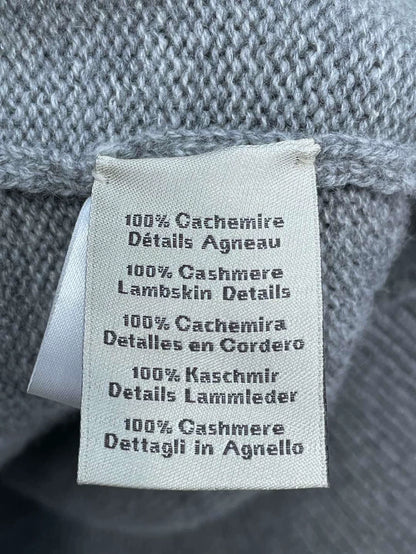 100% Cachemire
Détails Agneau
100% Cashmere
Lambskin Details
100% Cachemira
Detalles en Cordero
100% Kaschmir
Details Lammleder
100% Cashmere
Dettagli in Agnello